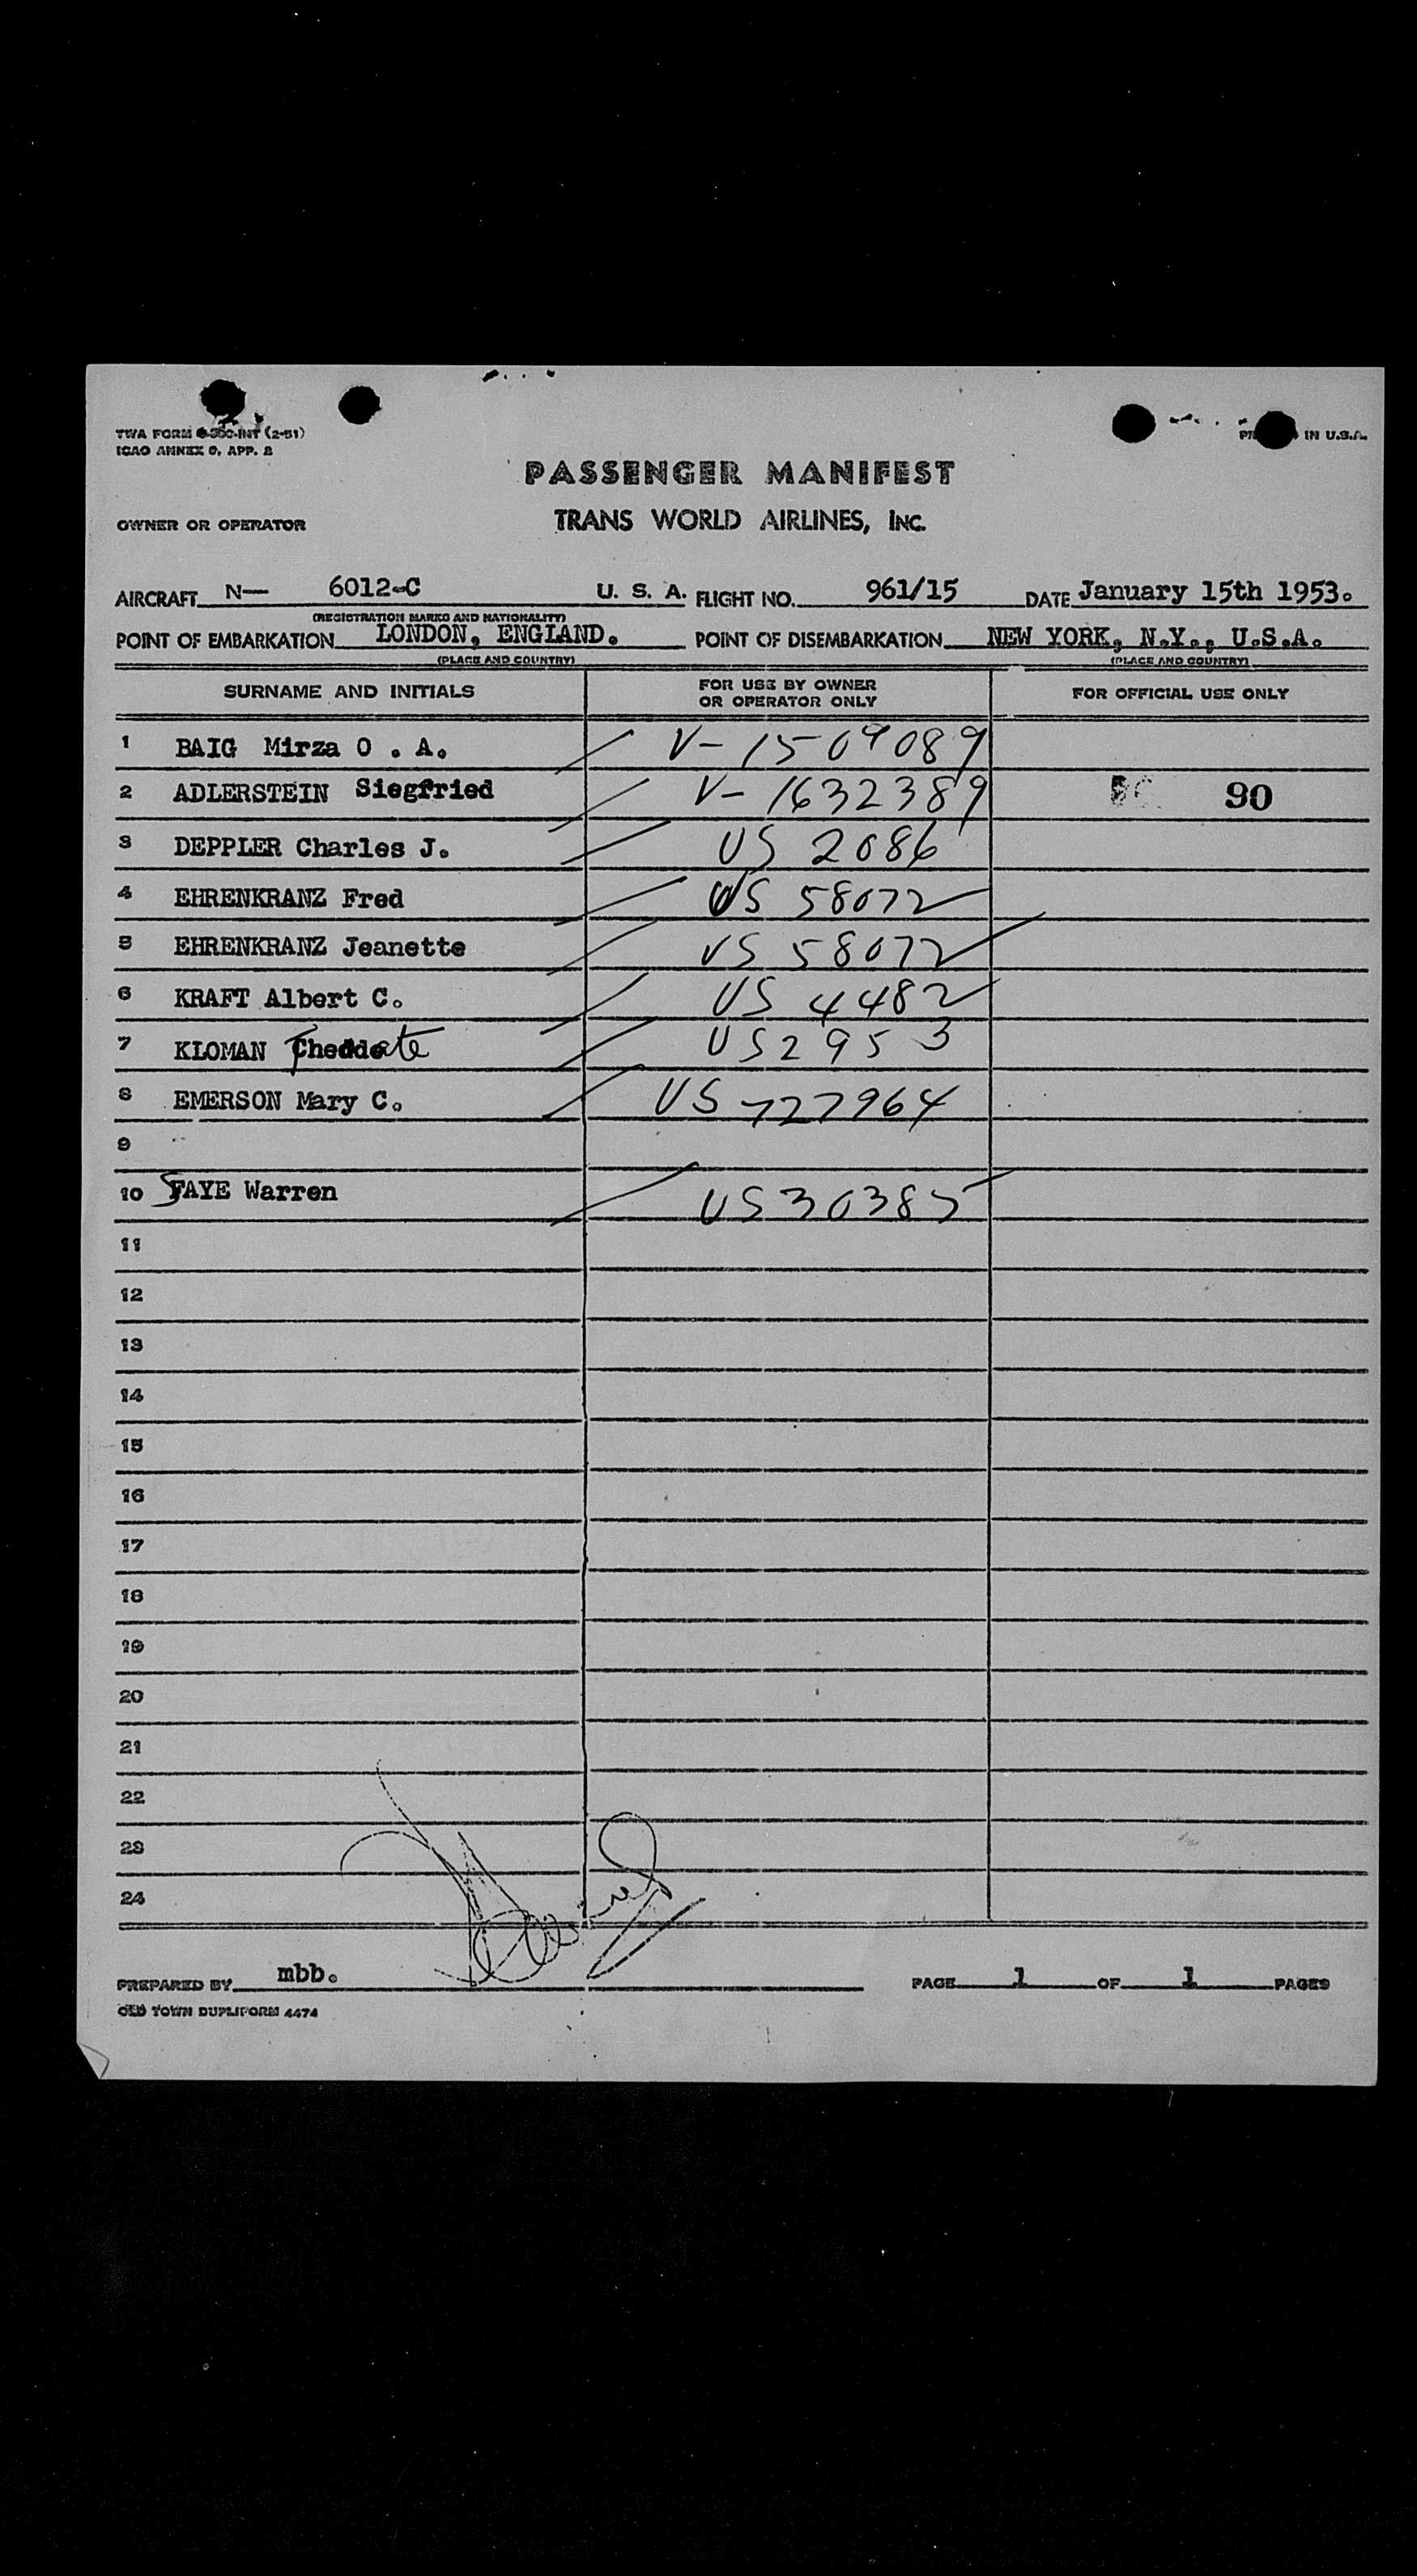 TWA FORM (2-51)
ICAO ANNEX 9, APP. B
IN U.S.A.
PASSENGER MANIFEST
OWNER OR OPERATOR TRANS WORLD AIRLINES, INC.
AIRCRAFT N— 6012-C U. S. A. FLIGHT NO. 961/15 DATE January 15th 1953.
(REGISTRATION MARKS AND NATIONALITY)
POINT OF EMBARKATION LONDON, ENGLAND. POINT OF DISEMBARKATION NEW YORK, N.Y., U.S.A.
(PLACE AND COUNTRY) (PLACE AND COUNTRY)
SURNAME AND INITIALS FOR USE BY OWNER OR OPERATOR ONLY FOR OFFICIAL USE ONLY
1 BAIG Mirza O . A. V-1509089
2 ADLERSTEIN Siegfried V-1632389 90
3 DEPPLER Charles J. US 2086
4 EHRENKRANZ Fred US 58072
5 EHRENKRANZ Jeanette US 58072
6 KRAFT Albert C. US 4482
7 KLOMAN US 2953
8 EMERSON Mary C. US 727964
9
10 FAYE Warren US 30385
11
12
13
14
15
16
17
18
19
20
21
22
23
24
PREPARED BY mbb. PAGE 1 OF 1 PAGES
OLD TOWN DUPLIFORM 4474